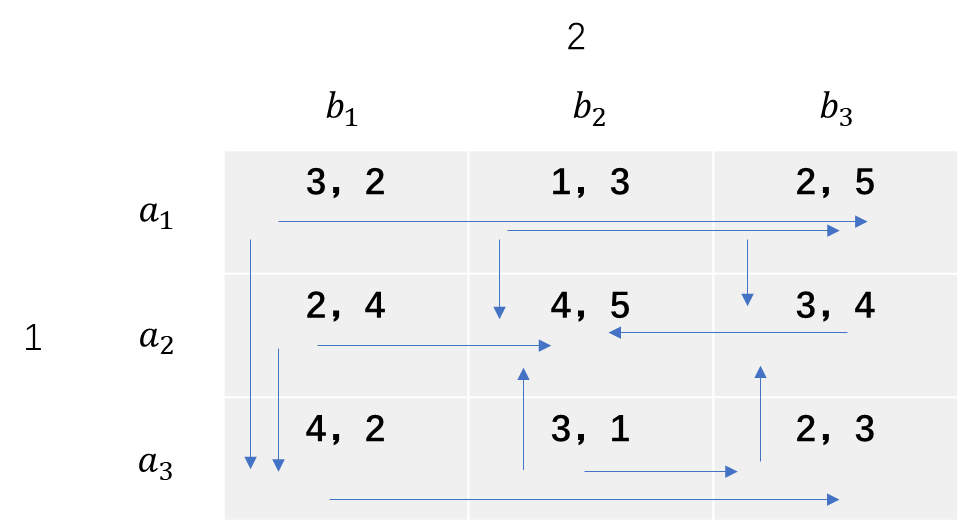 2
b₁ b₂ b₃
a₁ 3, 2 1, 3 2, 5
1 a₂ 2, 4 4, 5 3, 4
a₃ 4, 2 3, 1 2, 3